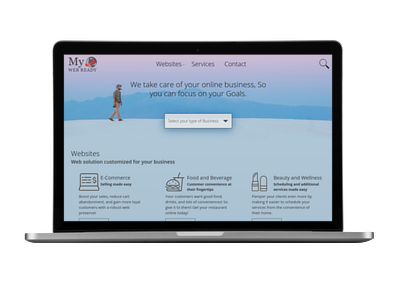 My
WEB READY
Websites Services Contact
We take care of your online business, So
you can focus on your Goals.
Select your type of Business
Websites
Web solution customized for your business
E-Commerce
Selling made easy
Boost your sales, reduce cart
abandonment, and gain more loyal
customers with a robust web
presence!
Food and Beverage
Customer convenience at
their fingertips
Your customers want good food,
drinks, and lots of convenience! So
give it to them !get your restaurant
online today!
Beauty and Wellness
Scheduling and additional
services made easy
Pamper your clients even more by
making it easier to schedule your
services from the convenience of
their home.